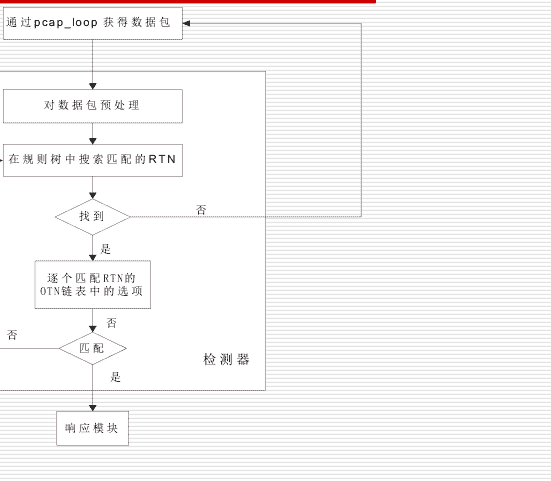 通过pcap_loop 获得数据包
对数据包预处理
在规则树中搜索匹配的RTN
找到
否
是
逐个匹配RTN的
OTN链表中的选项
否
否
匹配
检测器
是
响应模块